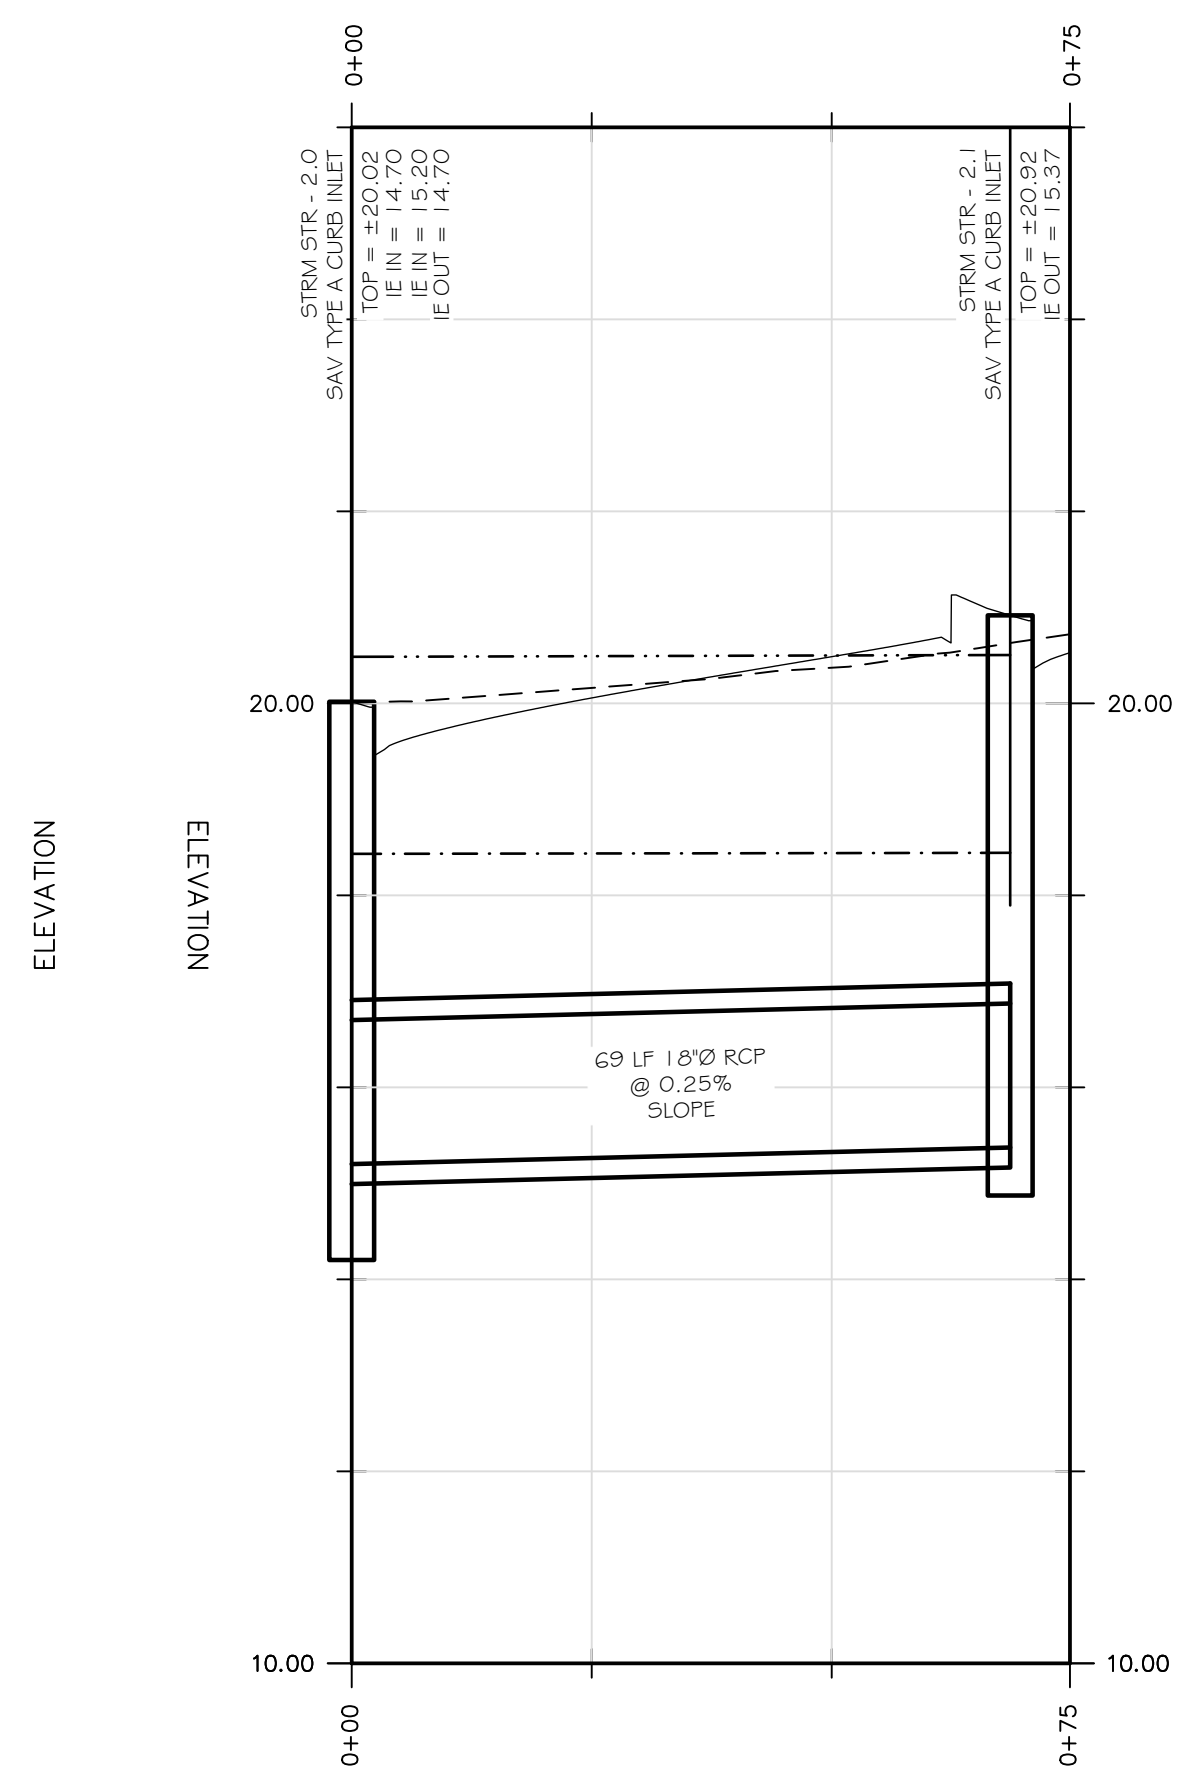 0+00
0+75
STRM STR - 2.0
SAV TYPE A CURB INLET
TOP = ±20.02
IE IN = 14.70
IE IN = 15.20
IE OUT = 14.70
STRM STR - 2.1
SAV TYPE A CURB INLET
TOP = ±20.92
IE OUT = 15.37
20.00
20.00
ELEVATION
ELEVATION
69 LF 18"Ø RCP
@ 0.25%
SLOPE
10.00
10.00
0+00
0+75